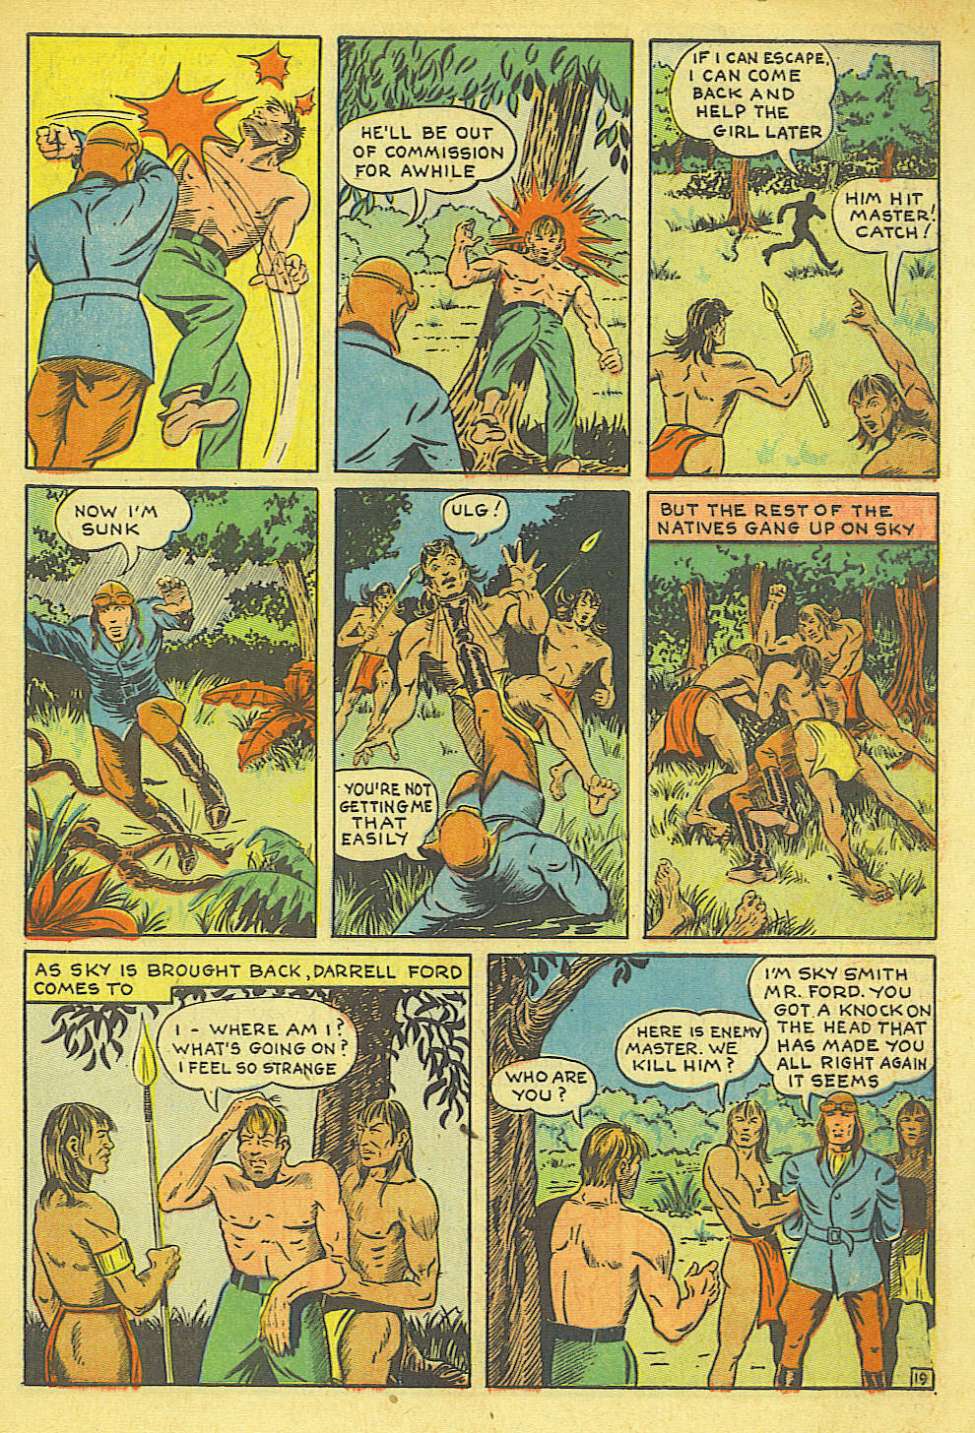 HE'LL BE OUT
OF COMMISSION
FOR AWHILE
IF I CAN ESCAPE,
I CAN COME
BACK AND
HELP THE
GIRL LATER
HIM HIT
MASTER!
CATCH!
NOW I'M
SUNK
ULG!
YOU'RE NOT
GETTING ME
THAT
EASILY
BUT THE REST OF THE
NATIVES GANG UP ON SKY
AS SKY IS BROUGHT BACK, DARRELL FORD
COMES TO
I - WHERE AM I?
WHAT'S GOING ON?
I FEEL SO STRANGE
WHO ARE
YOU?
HERE IS ENEMY
MASTER. WE
KILL HIM?
I'M SKY SMITH
MR. FORD. YOU
GOT A KNOCK ON
THE HEAD THAT
HAS MADE YOU
ALL RIGHT AGAIN
IT SEEMS
19